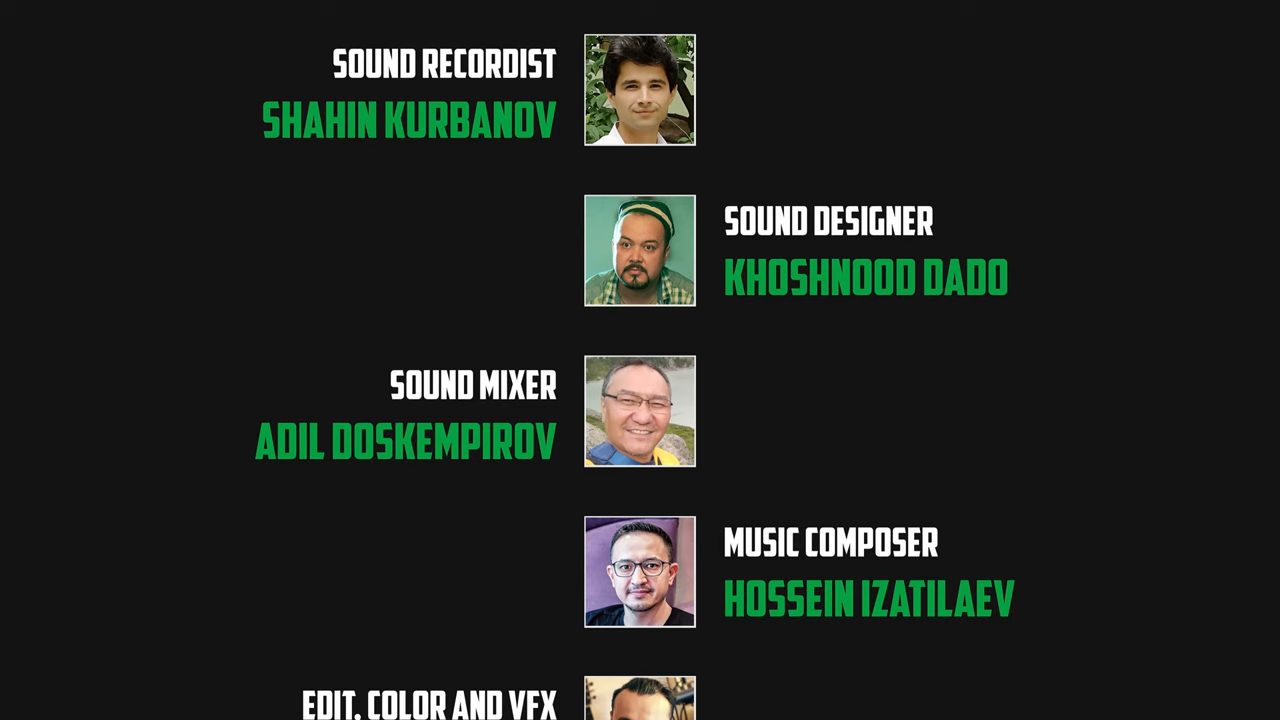 SOUND RECORDIST
SHAHIN KURBANOV
SOUND DESIGNER
KHOSHNOOD DADO
SOUND MIXER
ADIL DOSKEMPIROV
MUSIC COMPOSER
HOSSEIN IZATILAEV
EDIT, COLOR AND VFX